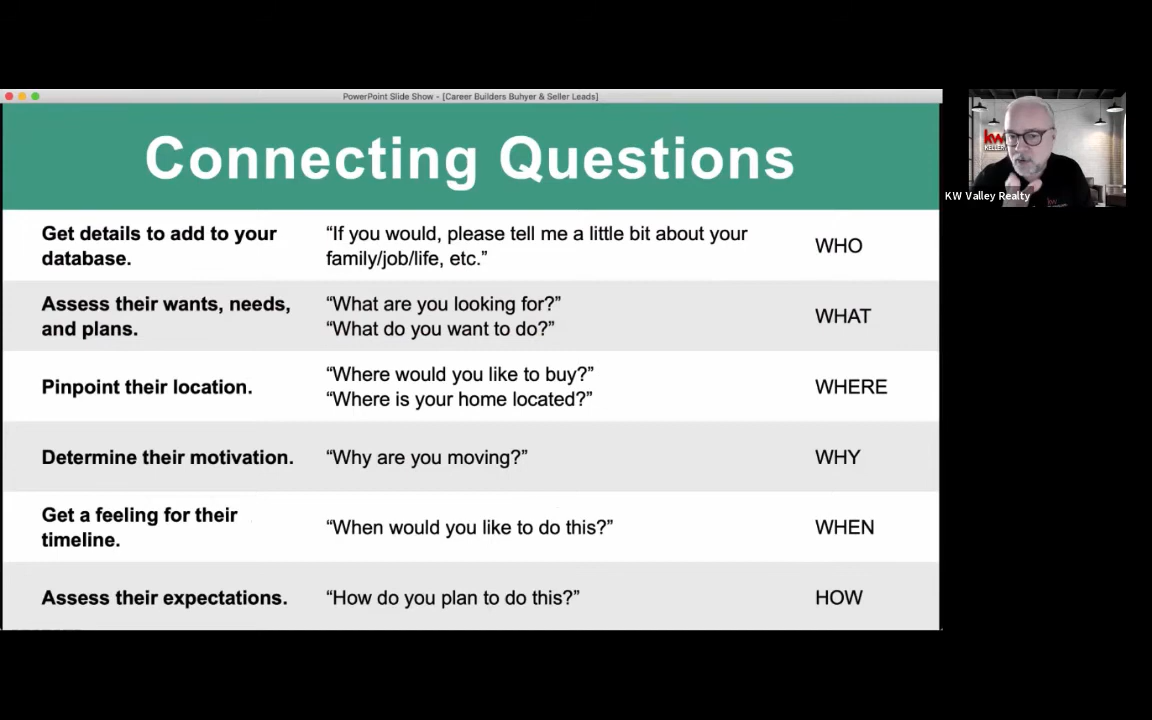 PowerPoint Slide Show - [Career Builders Buhyer & Seller Leads]
Connecting Questions
Get details to add to your
database.
“If you would, please tell me a little bit about your
family/job/life, etc.”
WHO
Assess their wants, needs,
and plans.
“What are you looking for?”
“What do you want to do?”
WHAT
Pinpoint their location.
“Where would you like to buy?”
“Where is your home located?”
WHERE
Determine their motivation.
“Why are you moving?”
WHY
Get a feeling for their
timeline.
“When would you like to do this?”
WHEN
Assess their expectations.
“How do you plan to do this?”
HOW
kw
KELLER
KW Valley Realty
kw